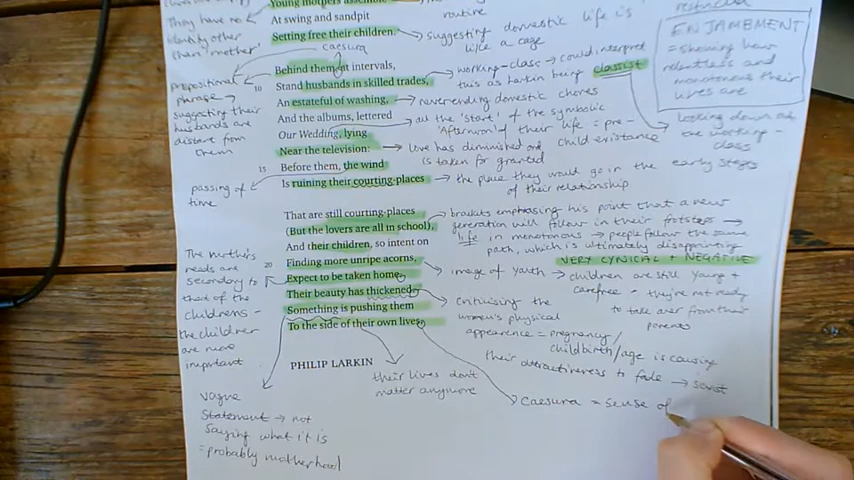 Young mothers assemble
At swing and sandpit
Setting free their children.
Behind them, at intervals,
Stand husbands in skilled trades,
An estateful of washing,
And the albums, lettered
Our Wedding, lying
Near the television:
Before them, the wind
Is ruining their courting-places
That are still courting-places
(But the lovers are all in school),
And their children, so intent on
Finding more unripe acorns,
Expect to be taken home.
Their beauty has thickened.
Something is pushing them
To the side of their own lives.
PHILIP LARKIN
10
15
20
They have no
identity other
than 'mother'
caesura
prepositional
phrase →
suggesting their
husbands are
distant from
them
passing of
time
The mother's
needs are
secondary to
that of the
childrens -
the children
are more
important
vague
statement → not
saying what it is
= probably motherhood
routine
suggesting domestic life is
like a cage
working-class → could interpret
this as larkin being classist
neverending domestic chores
all the 'start' of the symbolic
'Afternoon' of their life = pre-
child existance
love has diminished and
is taken for granted
the place they would go in the early stages
of their relationship
ENJAMBMENT
= showing how
relentless and
monotonous their
lives are
looking down on
the working-
class
brackets emphasing his point that a new
generation will follow in their fotsteps →
life in monotonous → people follow the same
path, which is ultimately disappointing
VERY CYNICAL + NEGATIVE
image of youth → children are still young +
carefree - they're not ready
to take over from their
parents
criticising the
women's physical
appearence = pregnancy/
childbirth/age is causing
their attractiveness to fade → sexist
their lives don't
matter anymore
caesura = sense of